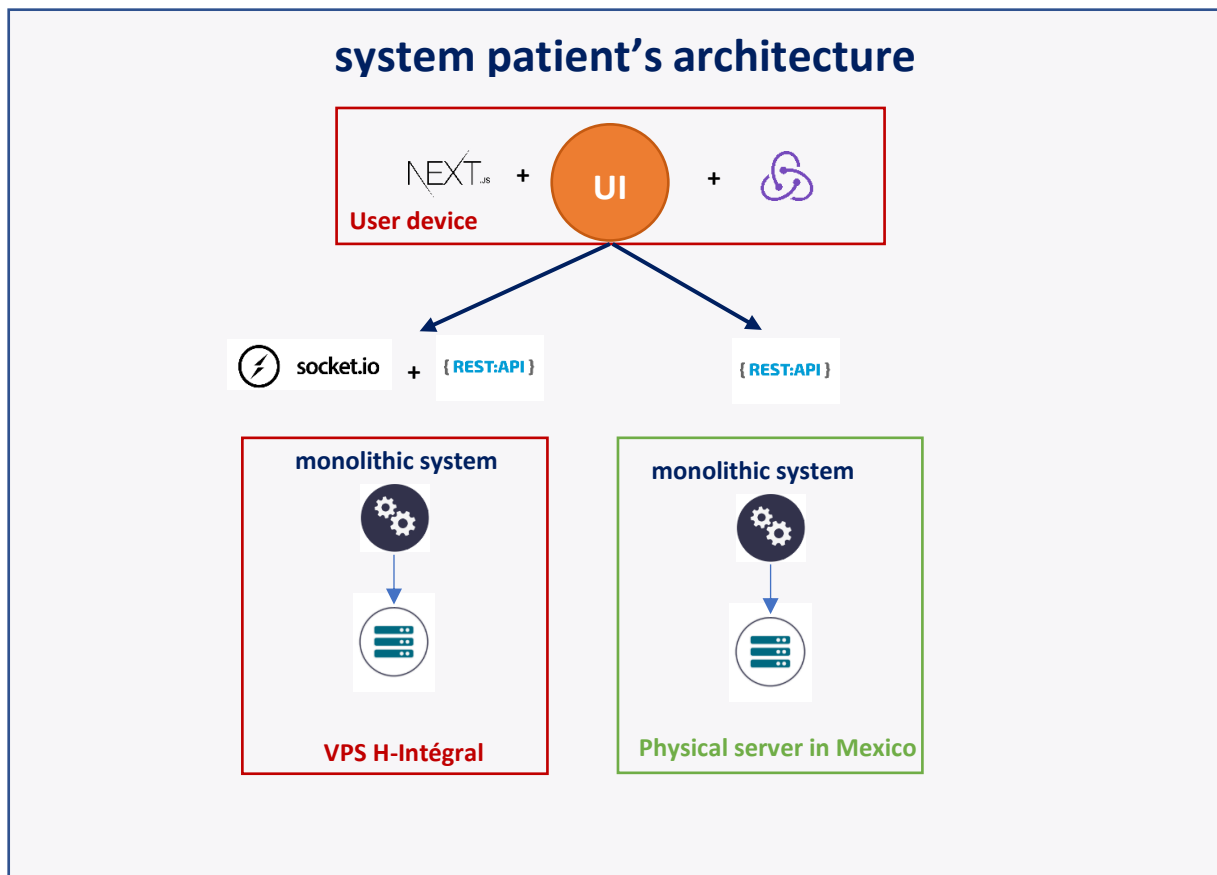 system patient’s architecture
NEXT.JS + UI +
User device
socket.io + { REST:API }
{ REST:API }
monolithic system
monolithic system
VPS H-Intégral
Physical server in Mexico